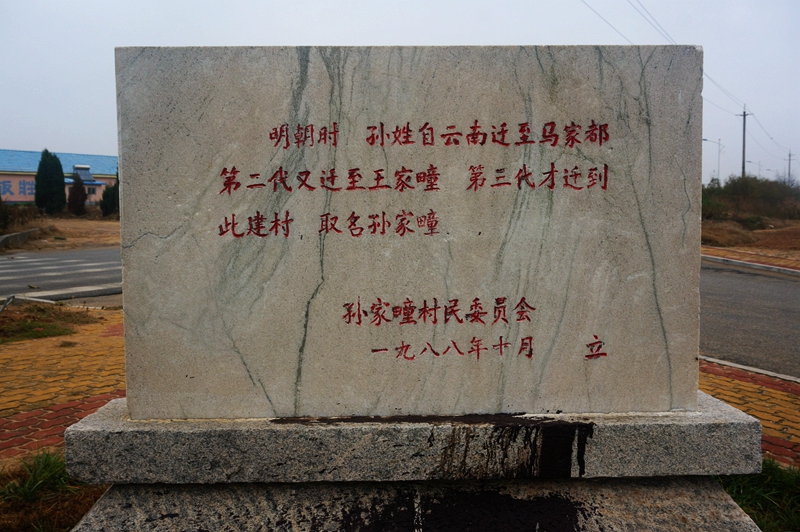 明朝时 孙姓自云南迁至马家都
第二代又迁至王家疃 第三代才迁到
此建村 取名孙家疃
孙家疃村民委员会
一九八八年十月 立